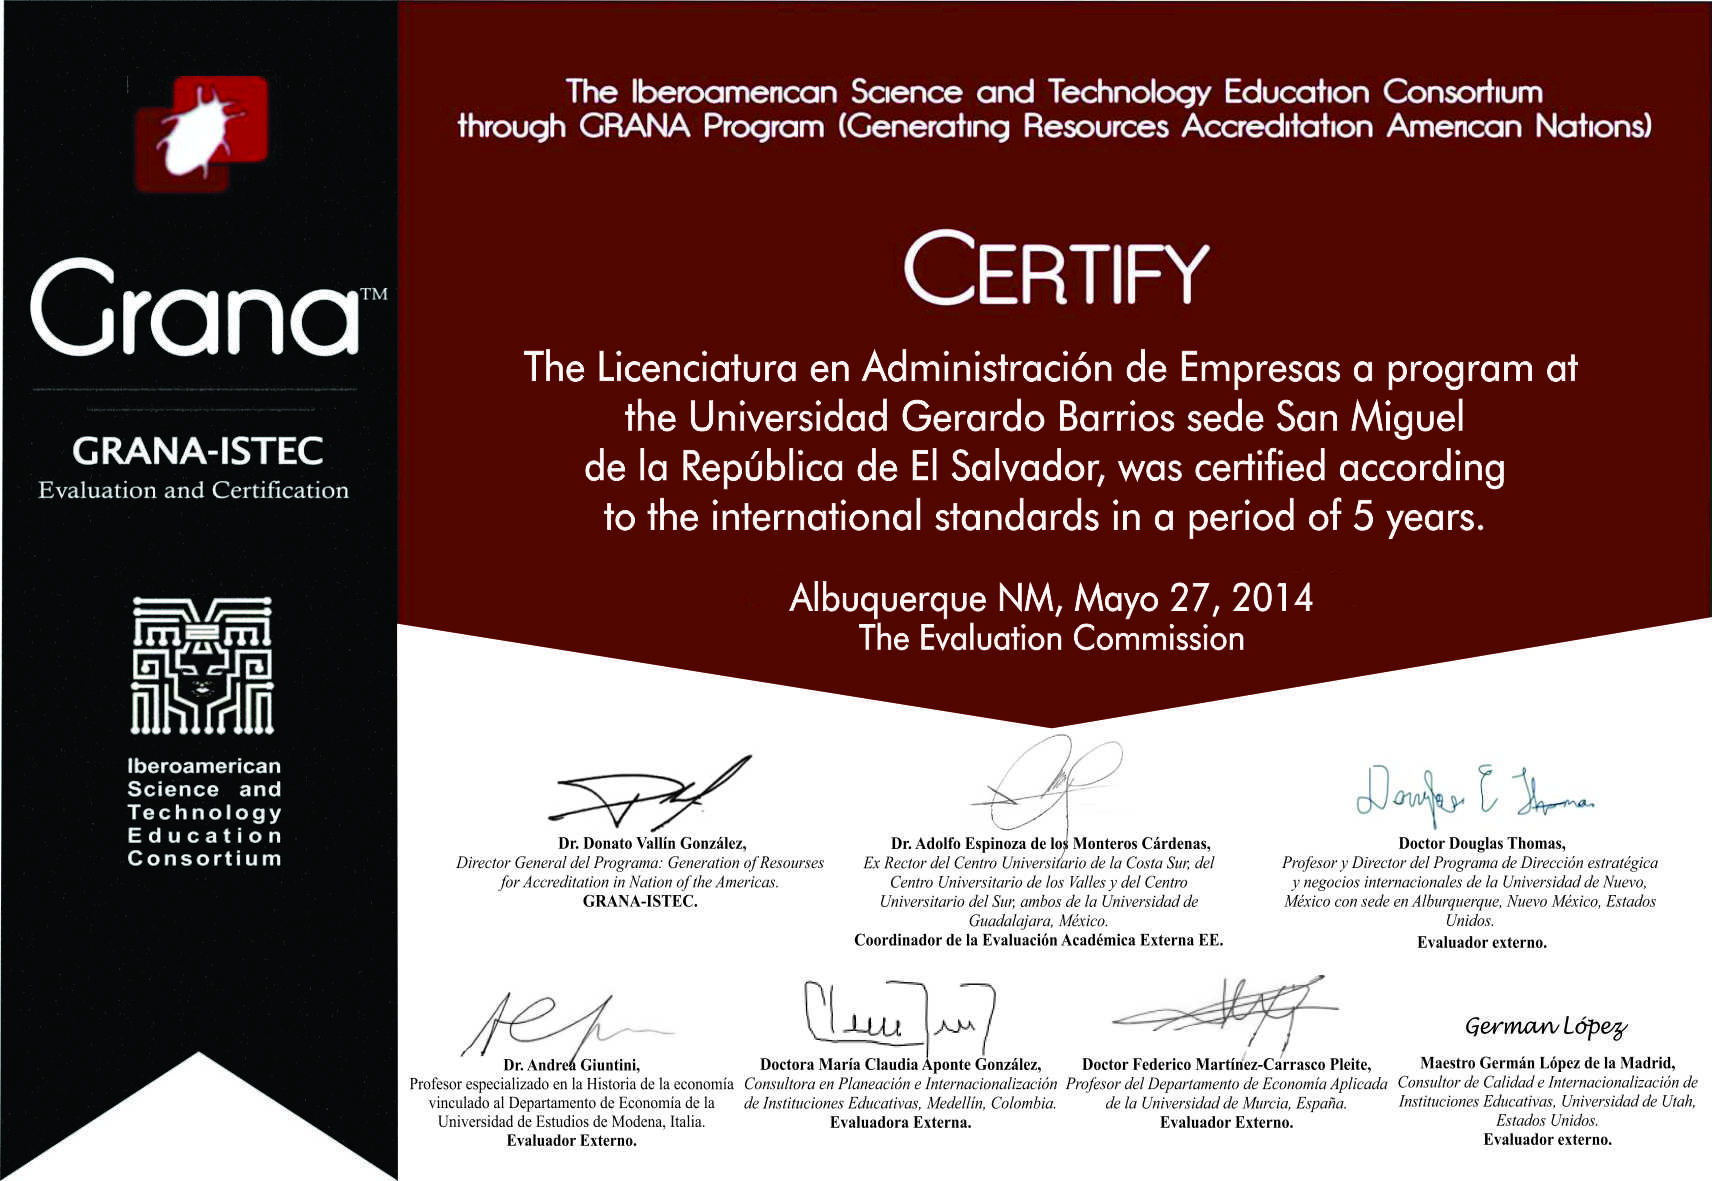 Grana™
GRANA-ISTEC
Evaluation and Certification
Iberoamerican
Science and
Technology
Education
Consortium
The Iberoamerican Science and Technology Education Consortium
through GRANA Program (Generating Resources Accreditation American Nations)
CERTIFY
The Licenciatura en Administración de Empresas a program at
the Universidad Gerardo Barrios sede San Miguel
de la República de El Salvador, was certified according
to the international standards in a period of 5 years.
Albuquerque NM, Mayo 27, 2014
The Evaluation Commission
Dr. Donato Vallín González,
Director General del Programa: Generation of Resourses
for Accreditation in Nation of the Americas.
GRANA-ISTEC.
Dr. Adolfo Espinoza de los Monteros Cárdenas,
Ex Rector del Centro Universitario de la Costa Sur, del
Centro Universitario de los Valles y del Centro
Universitario del Sur, ambos de la Universidad de
Guadalajara, México.
Coordinador de la Evaluación Académica Externa EE.
Douglas E Thomas
Doctor Douglas Thomas,
Profesor y Director del Programa de Dirección estratégica
y negocios internacionales de la Universidad de Nuevo,
México con sede en Alburquerque, Nuevo México, Estados
Unidos.
Evaluador externo.
Dr. Andrea Giuntini,
Profesor especializado en la Historia de la economía
vinculado al Departamento de Economía de la
Universidad de Estudios de Modena, Italia.
Evaluador Externo.
Doctora María Claudia Aponte González,
Consultora en Planeación e Internacionalización
de Instituciones Educativas, Medellín, Colombia.
Evaluadora Externa.
Doctor Federico Martínez-Carrasco Pleite,
Profesor del Departamento de Economía Aplicada
de la Universidad de Murcia, España.
Evaluador Externo.
German López
Maestro Germán López de la Madrid,
Consultor de Calidad e Internacionalización de
Instituciones Educativas, Universidad de Utah,
Estados Unidos.
Evaluador externo.